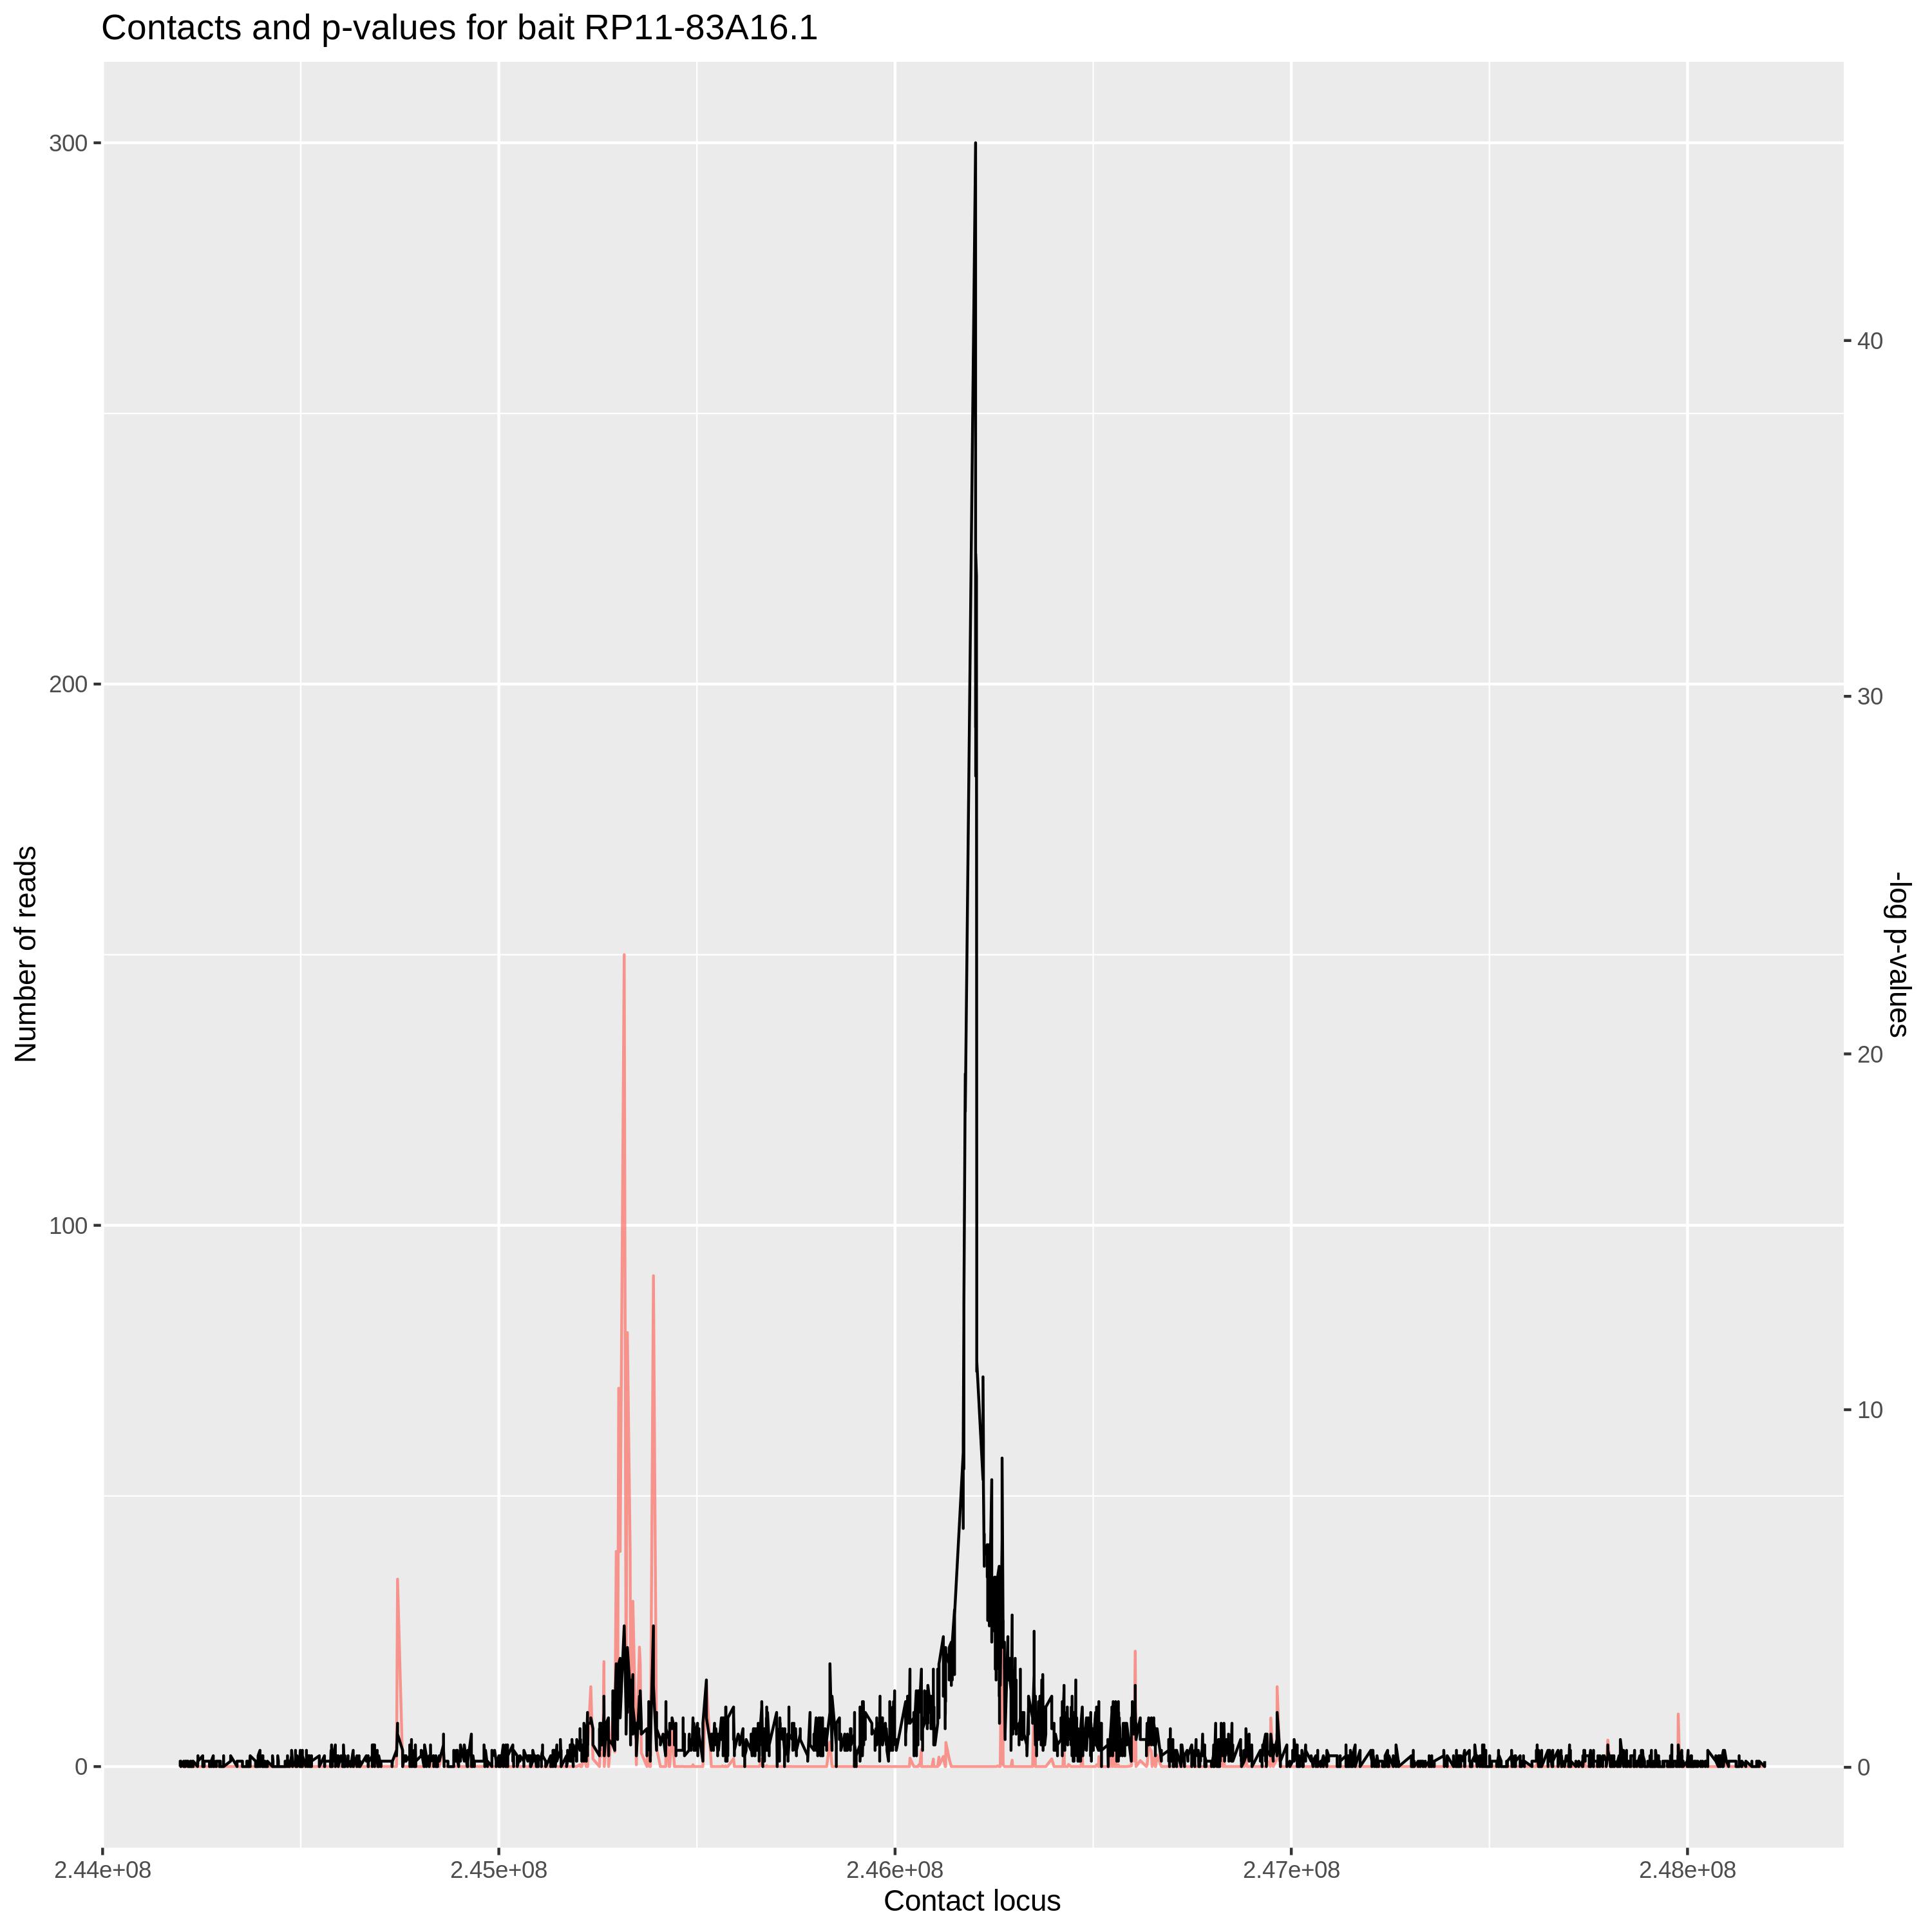 Contacts and p-values for bait RP11-83A16.1
300
200
100
0
Number of reads
40
30
20
10
0
-log p-values
2.44e+08
2.45e+08
2.46e+08
2.47e+08
2.48e+08
Contact locus